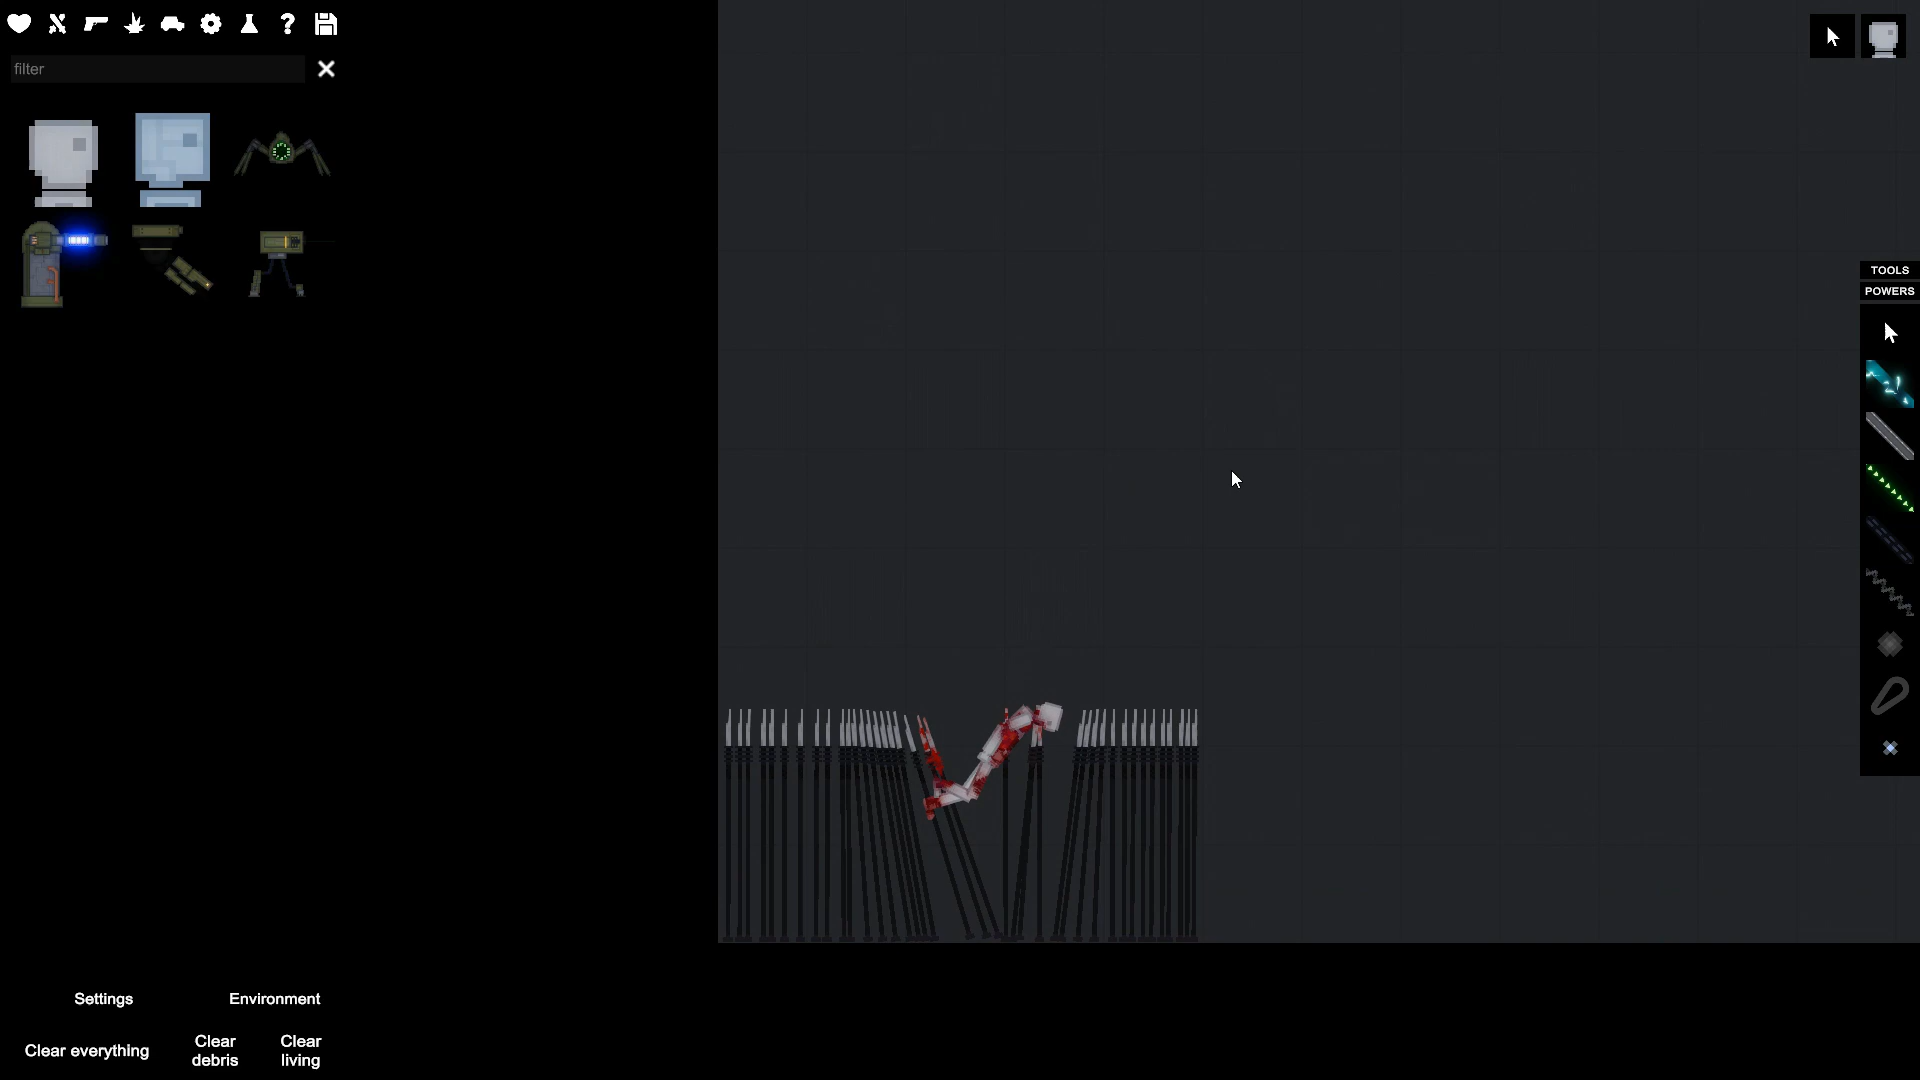 filter
TOOLS
POWERS
Settings
Environment
Clear everything
Clear
debris
Clear
living